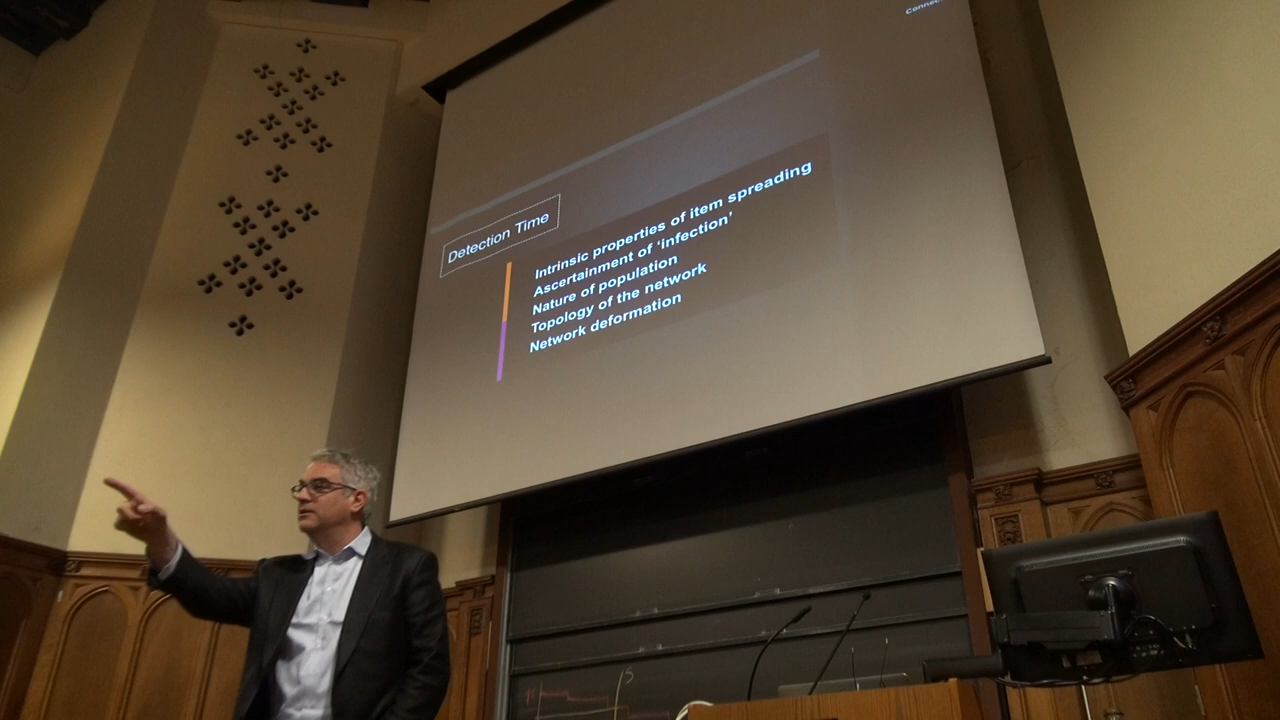 Detection Time
Intrinsic properties of item spreading
Ascertainment of ‘infection’
Nature of population
Topology of the network
Network deformation